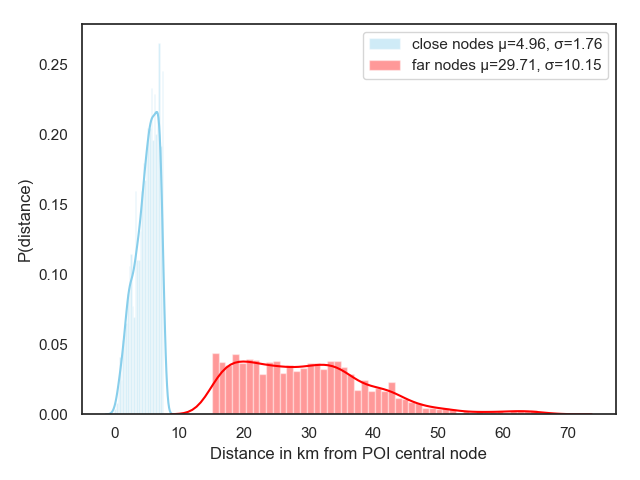 close nodes μ=4.96, σ=1.76
far nodes μ=29.71, σ=10.15
P(distance)
0.25
0.20
0.15
0.10
0.05
0.00
0 10 20 30 40 50 60 70
Distance in km from POI central node